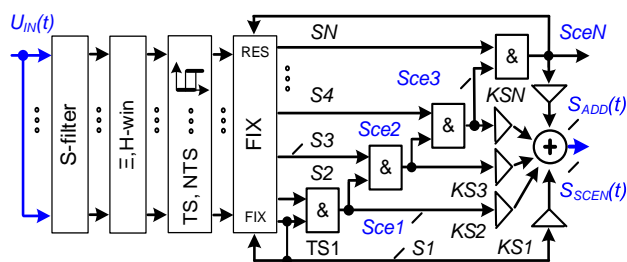 U_IN(t)
S-filter
Ξ,H-win
TS, NTS
RES
FIX
FIX
SN
S4
S3
S2
TS1
S1
&
&
&
&
Sce1
Sce2
Sce3
SceN
KSN
KS3
KS2
KS1
+
S_ADD(t)
S_SCEN(t)